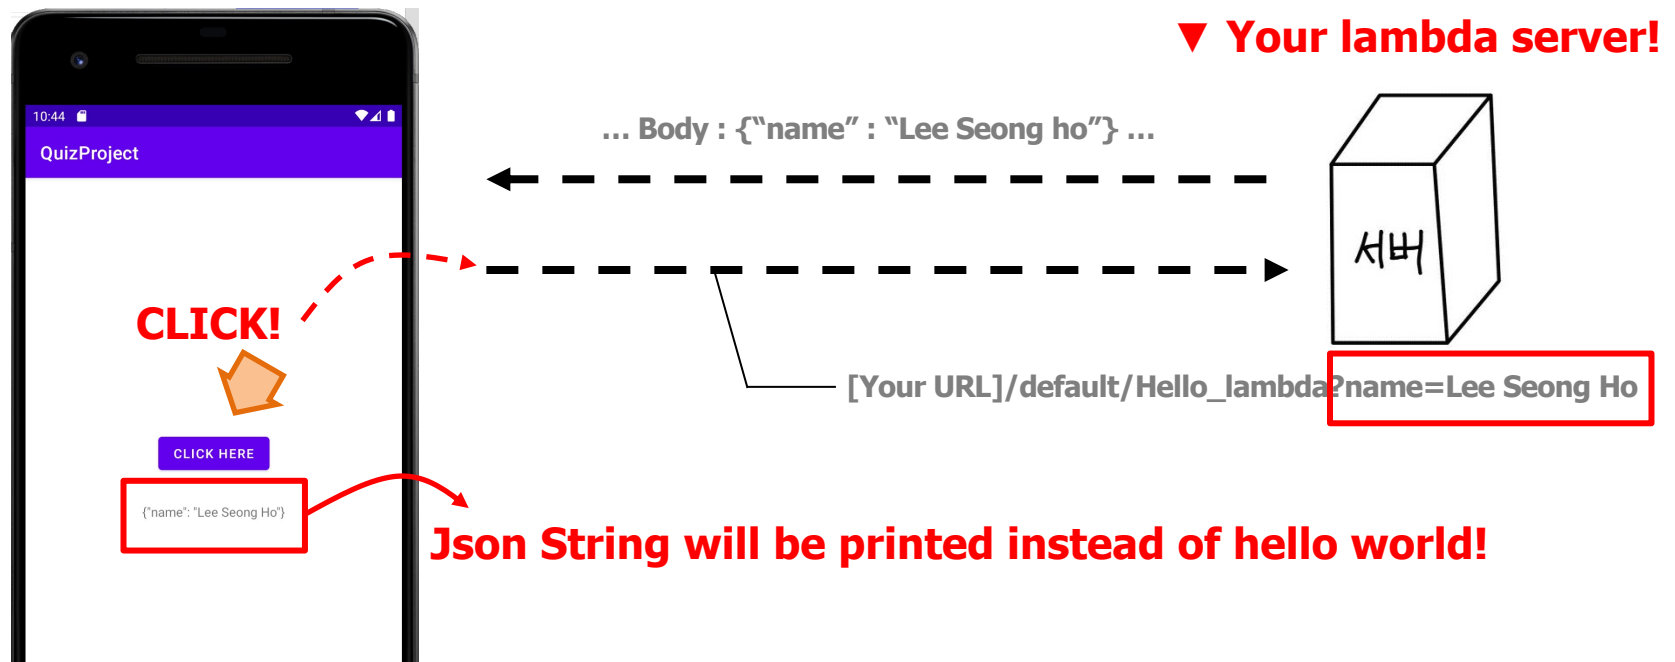 ▼ Your lambda server!
10:44
QuizProject
... Body : {“name” : “Lee Seong ho”} ...
서버
CLICK!
[Your URL]/default/Hello_lambda?name=Lee Seong Ho
CLICK HERE
{"name": "Lee Seong Ho"}
Json String will be printed instead of hello world!